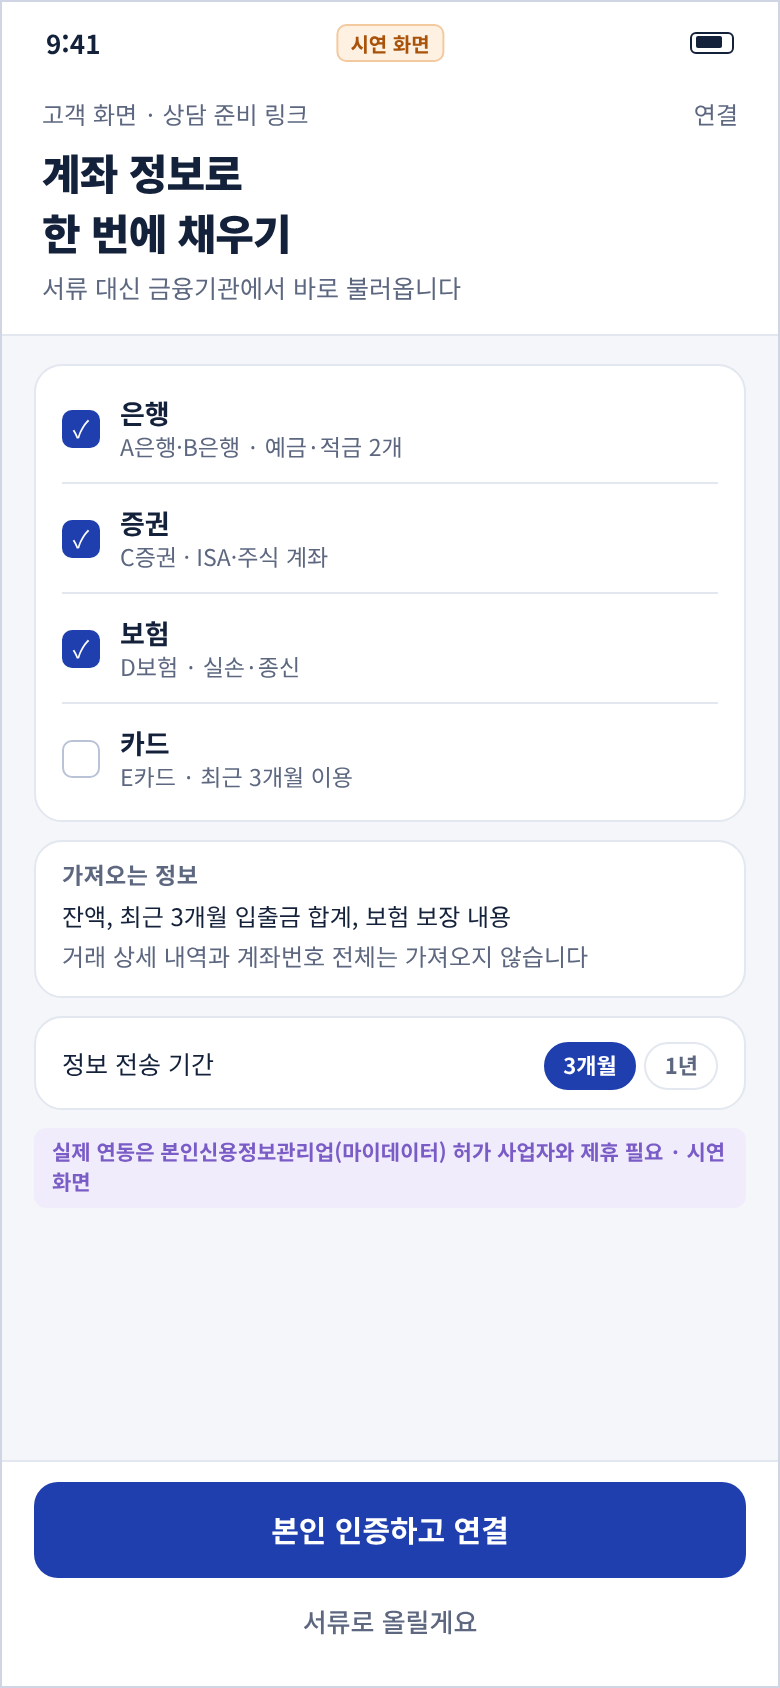 9:41
시연 화면
고객 화면 · 상담 준비 링크
연결
계좌 정보로
한 번에 채우기
서류 대신 금융기관에서 바로 불러옵니다
은행
A은행·B은행 · 예금·적금 2개
증권
C증권 · ISA·주식 계좌
보험
D보험 · 실손·종신
카드
E카드 · 최근 3개월 이용
가져오는 정보
잔액, 최근 3개월 입출금 합계, 보험 보장 내용
거래 상세 내역과 계좌번호 전체는 가져오지 않습니다
정보 전송 기간
3개월
1년
실제 연동은 본인신용정보관리업(마이데이터) 허가 사업자와 제휴 필요 · 시연
화면
본인 인증하고 연결
서류로 올릴게요